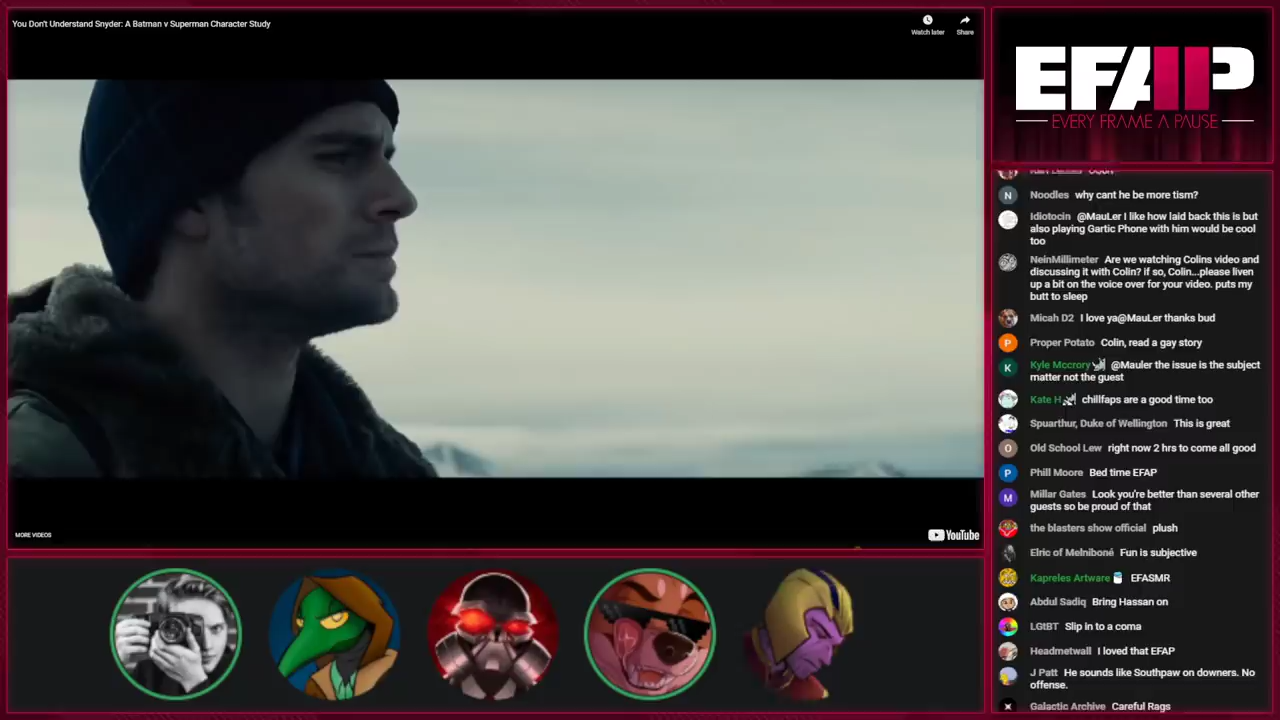 You Don't Understand Snyder: A Batman v Superman Character Study
Watch later
Share
MORE VIDEOS
YouTube
EFAP
EVERY FRAME A PAUSE
Noodles why cant he be more tism?
Idiotocin @MauLer I like how laid back this is but
also playing Gartic Phone with him would be cool
too
NeinMillimeter Are we watching Colins video and
discussing it with Colin? if so, Colin...please liven
up a bit on the voice over for your video. puts my
butt to sleep
Micah D2 I love ya@MauLer thanks bud
P
Proper Potato Colin, read a gay story
K
Kyle Mccrory @Mauler the issue is the subject
matter not the guest
Kate H chillfaps are a good time too
Spuarthur, Duke of Wellington This is great
O
Old School Lew right now 2 hrs to come all good
P
Phill Moore Bed time EFAP
M
Millar Gates Look you're better than several other
guests so be proud of that
the blasters show official plush
Elric of Melniboné Fun is subjective
Kapreles Artware EFASMR
Abdul Sadiq Bring Hassan on
LGtBT Slip in to a coma
Headmetwall I loved that EFAP
J Patt He sounds like Southpaw on downers. No
offense.
Galactic Archive Careful Rags